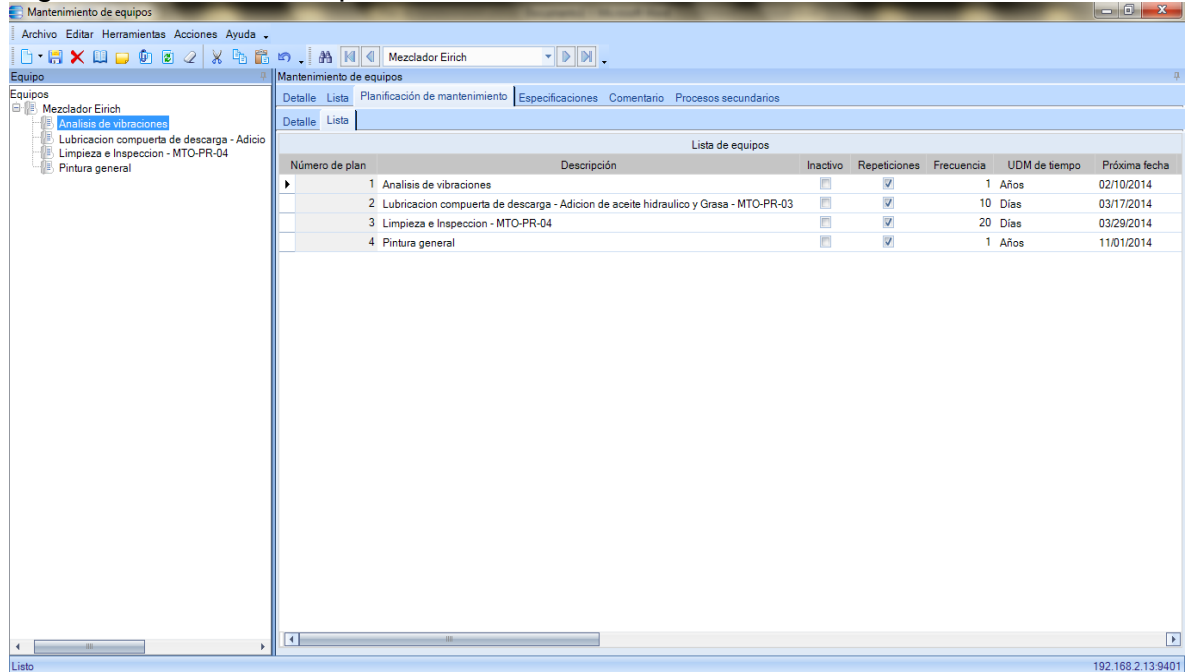 Mantenimiento de equipos
Archivo Editar Herramientas Acciones Ayuda
Mezclador Eirich
Equipo
Equipos
Mezclador Eirich
Analisis de vibraciones
Lubricacion compuerta de descarga - Adicio
Limpieza e Inspeccion - MTO-PR-04
Pintura general
Mantenimiento de equipos
Detalle Lista Planificación de mantenimiento Especificaciones Comentario Procesos secundarios
Detalle Lista
Lista de equipos
Número de plan Descripción Inactivo Repeticiones Frecuencia UDM de tiempo Próxima fecha
1 Analisis de vibraciones 1 Años 02/10/2014
2 Lubricacion compuerta de descarga - Adicion de aceite hidraulico y Grasa - MTO-PR-03 10 Días 03/17/2014
3 Limpieza e Inspeccion - MTO-PR-04 20 Días 03/29/2014
4 Pintura general 1 Años 11/01/2014
Listo 192.168.2.13:9401